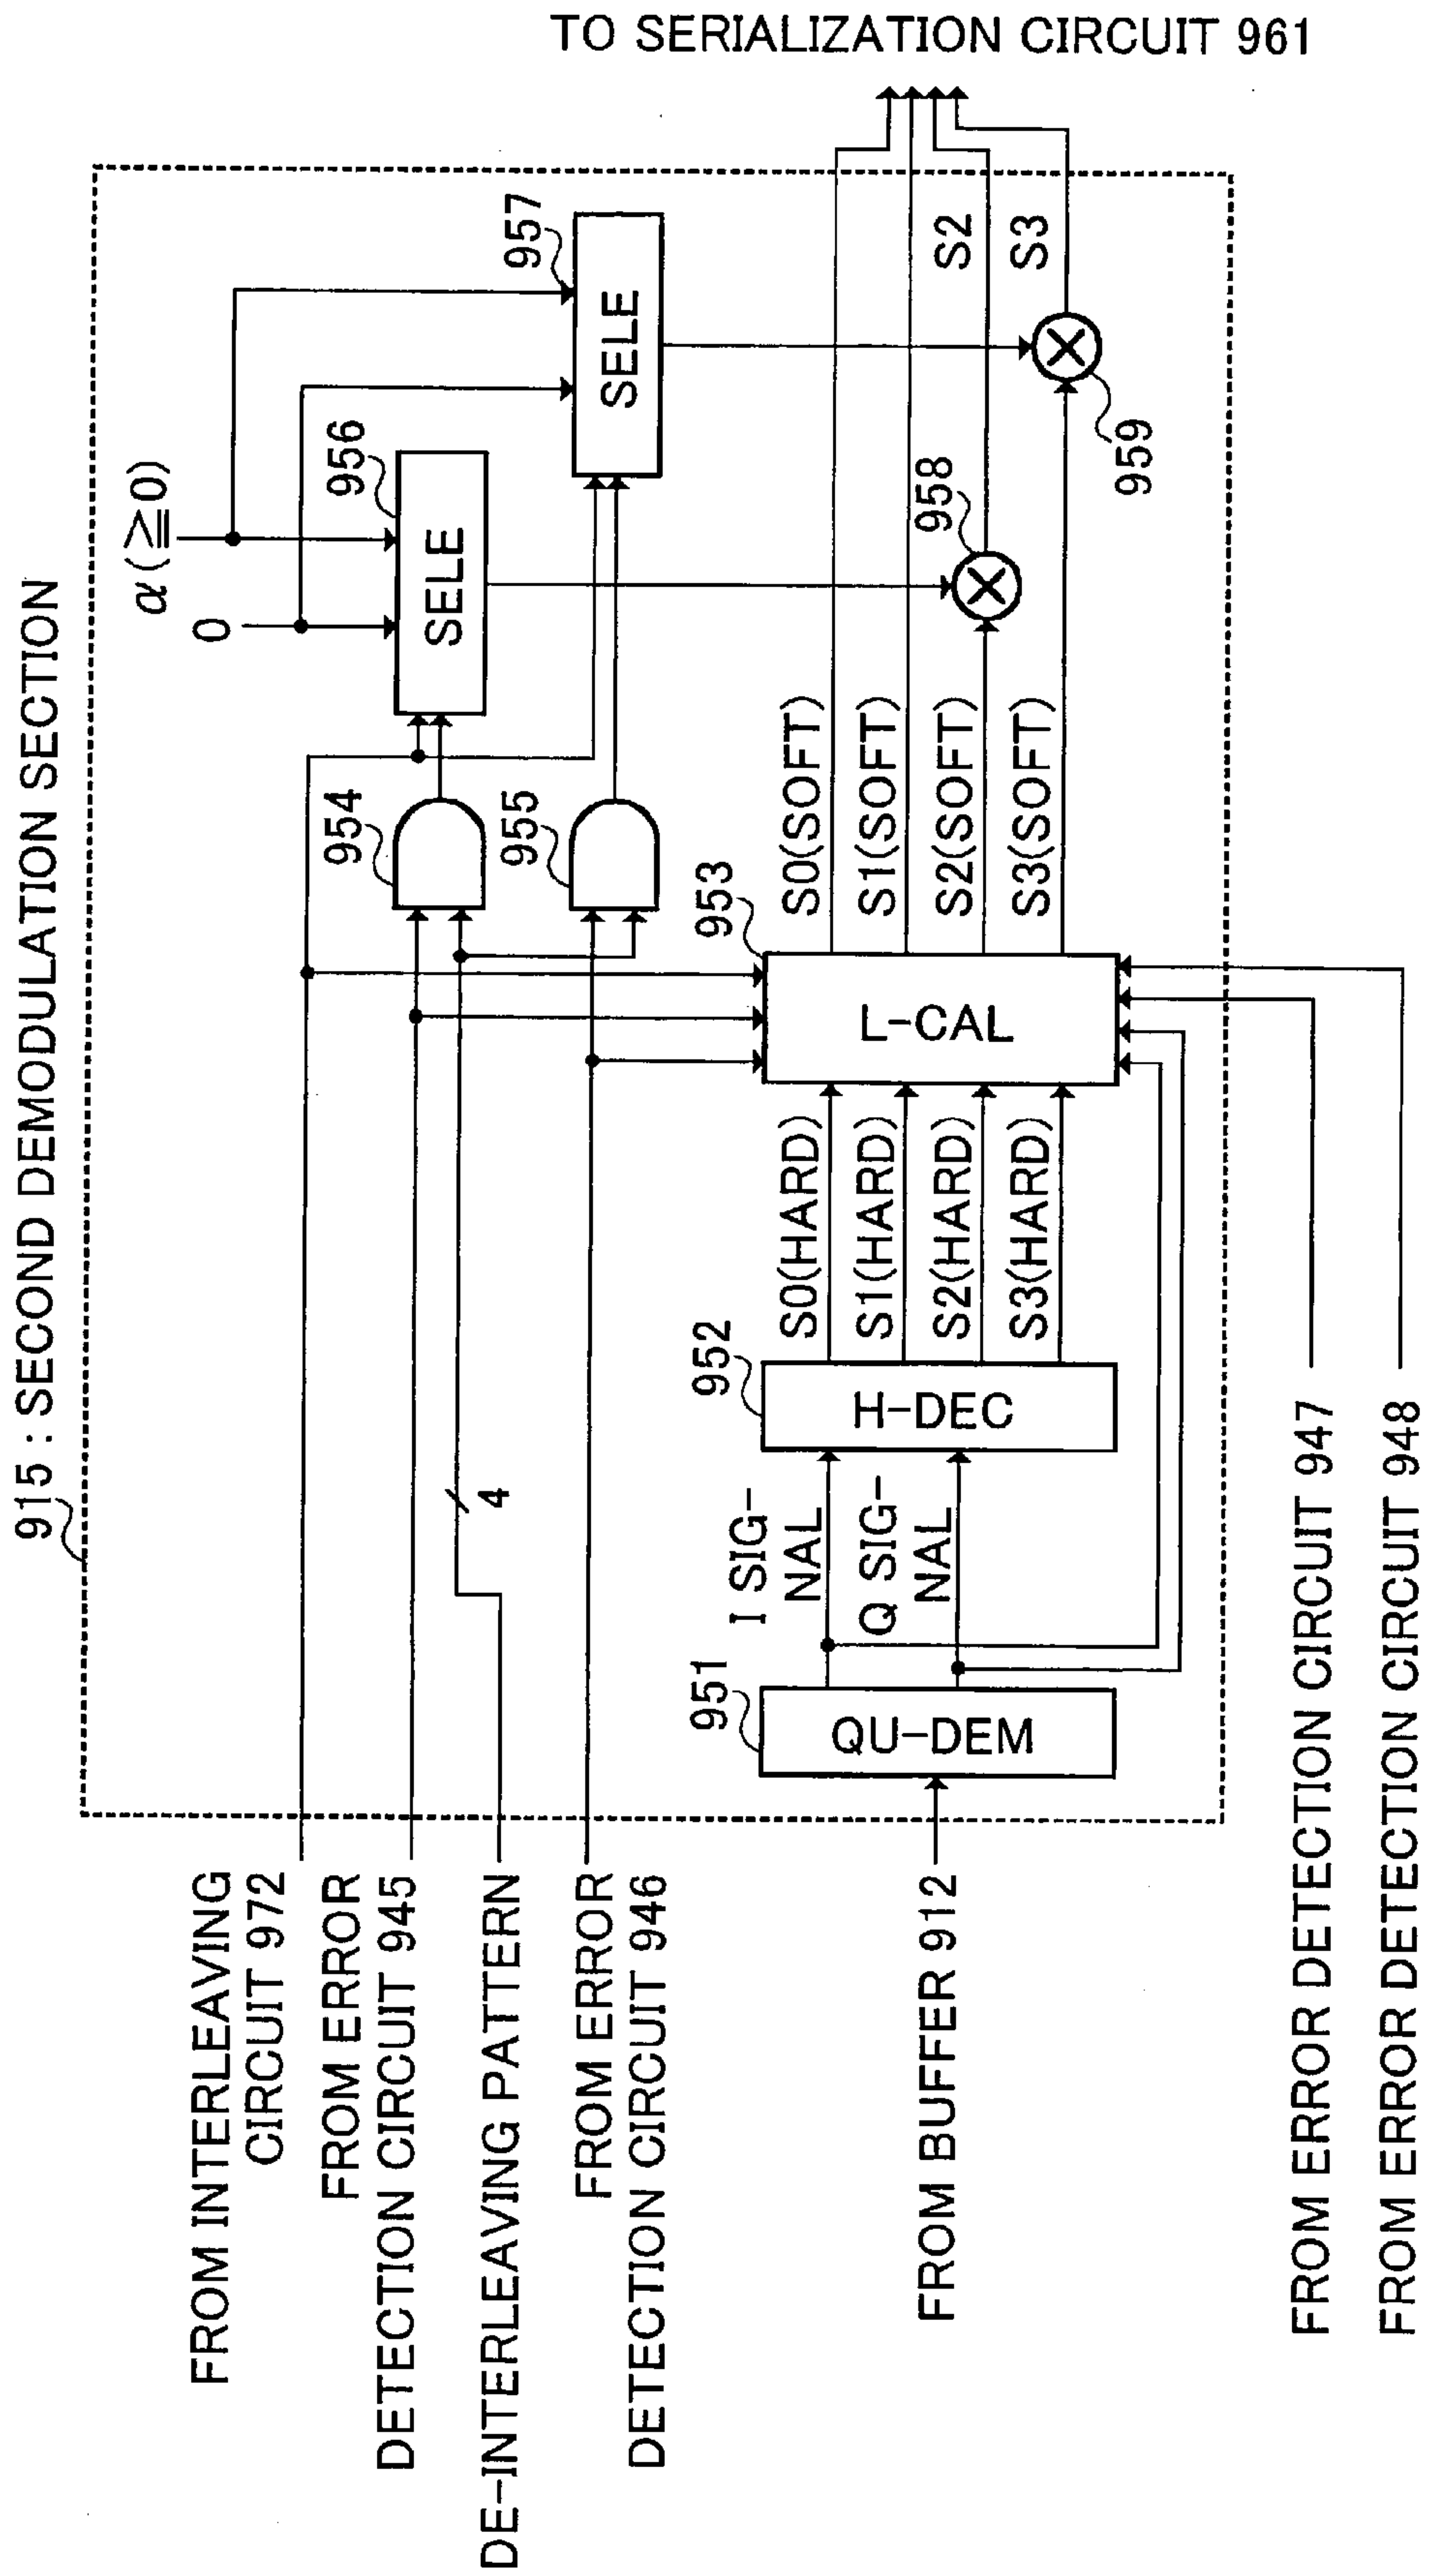 915 : SECOND DEMODULATION SECTION
α(≧0)
0
956
SELE
957
SELE
954
955
953
L-CAL
S0(SOFT)
S1(SOFT)
S2(SOFT)
S3(SOFT)
958
959
S2
S3
TO SERIALIZATION CIRCUIT 961
4
951
QU-DEM
I SIG-
NAL
Q SIG-
NAL
952
H-DEC
S0(HARD)
S1(HARD)
S2(HARD)
S3(HARD)
FROM INTERLEAVING
CIRCUIT 972
FROM ERROR
DETECTION CIRCUIT 945
DE-INTERLEAVING PATTERN
FROM ERROR
DETECTION CIRCUIT 946
FROM BUFFER 912
FROM ERROR DETECTION CIRCUIT 947
FROM ERROR DETECTION CIRCUIT 948